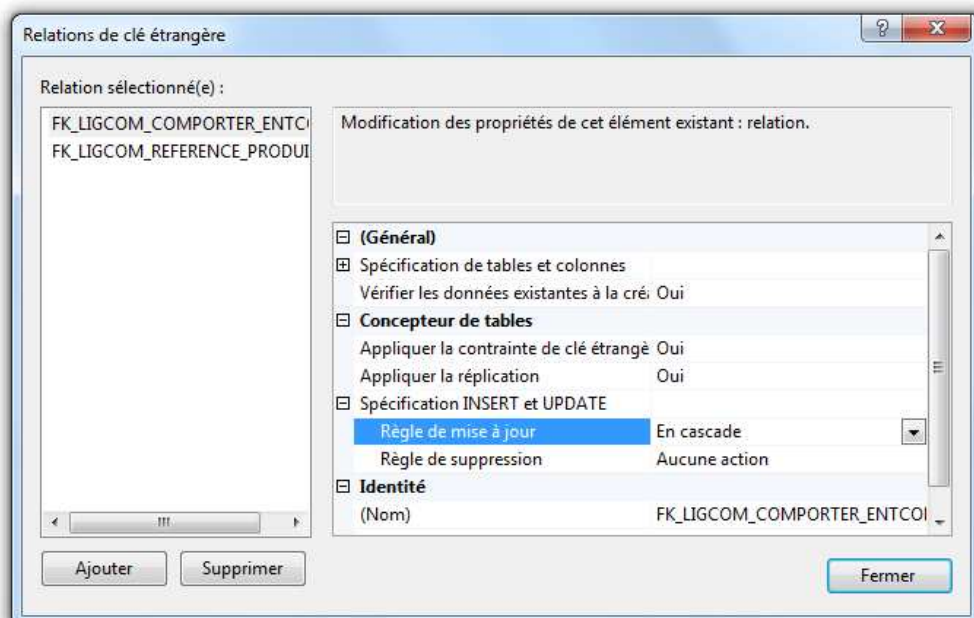 Relations de clé étrangère
Relation sélectionné(e) :
FK_LIGCOM_COMPORTER_ENTC
FK_LIGCOM_REFERENCE_PRODUI
Modification des propriétés de cet élément existant : relation.
(Général)
Spécification de tables et colonnes
Vérifier les données existantes à la cré Oui
Concepteur de tables
Appliquer la contrainte de clé étrangè Oui
Appliquer la réplication Oui
Spécification INSERT et UPDATE
Règle de mise à jour En cascade
Règle de suppression Aucune action
Identité
(Nom) FK_LIGCOM_COMPORTER_ENTCO
Ajouter Supprimer
Fermer